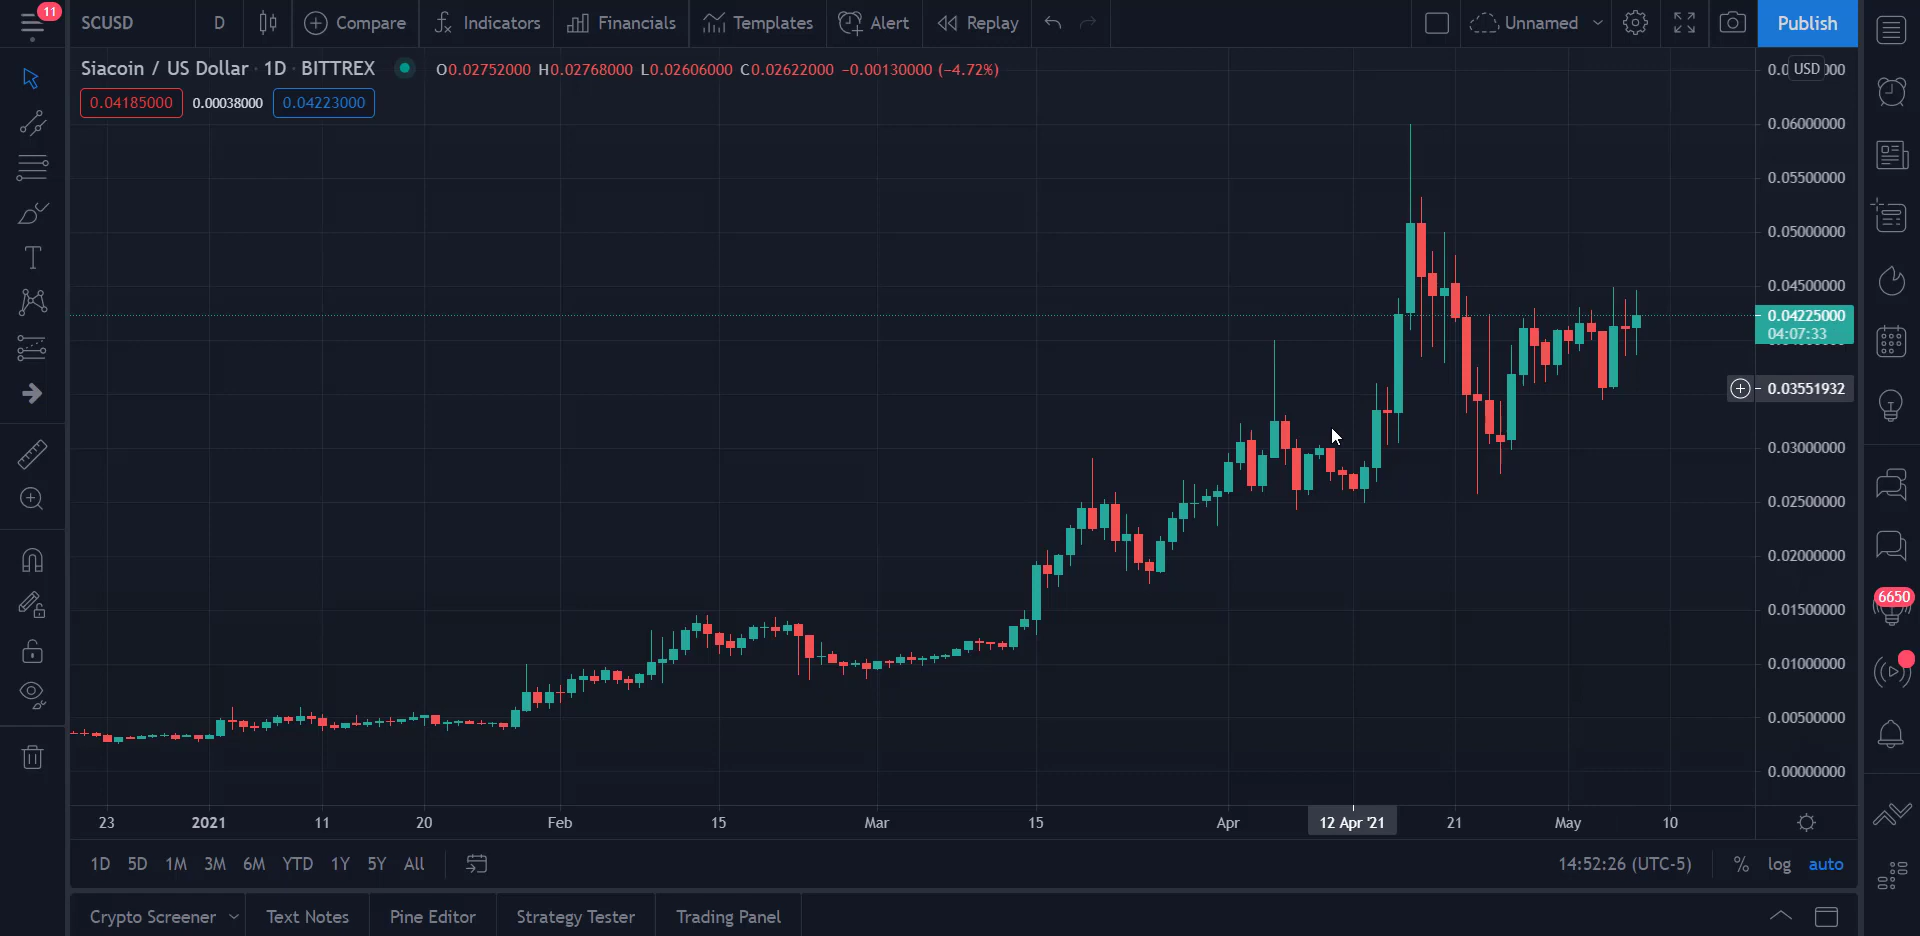 11
SCUSD D Compare Indicators Financials Templates Alert Replay Unnamed Publish
Siacoin / US Dollar · 1D · BITTREX O0.02752000 H0.02768000 L0.02606000 C0.02622000 −0.00130000 (−4.72%)
0.04185000 0.00038000 0.04223000
USD
0.06000000
0.05500000
0.05000000
0.04500000
0.04225000
04:07:33
0.03551932
0.03000000
0.02500000
0.02000000
0.01500000
0.01000000
0.00500000
0.00000000
6650
23 2021 11 20 Feb 15 Mar 15 Apr 12 Apr '21 21 May 10
1D 5D 1M 3M 6M YTD 1Y 5Y All 14:52:26 (UTC-5) % log auto
Crypto Screener Text Notes Pine Editor Strategy Tester Trading Panel